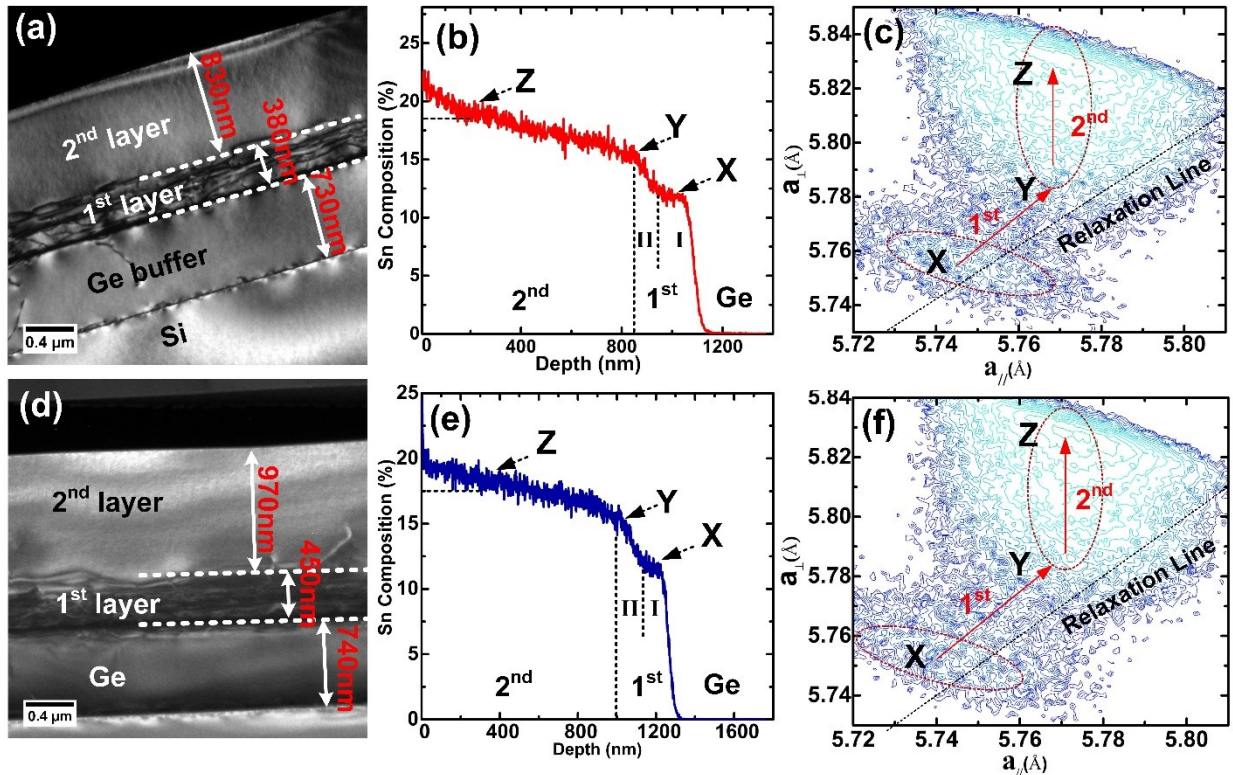 (a)
830nm
380nm
730nm
2nd layer
1st layer
Ge buffer
Si
0.4 µm
(b)
Sn Composition (%)
25
20
15
10
5
0
Z
Y
X
II
I
2nd
1st
Ge
0
400
800
1200
Depth (nm)
(c)
a⊥(Å)
5.84
5.82
5.80
5.78
5.76
5.74
Z
2nd
Y
1st
X
Relaxation Line
5.72
5.74
5.76
5.78
5.80
a//(Å)
(d)
970nm
450nm
740nm
2nd layer
1st layer
Ge
0.4 µm
(e)
Sn Composition (%)
25
20
15
10
5
0
Z
Y
X
II
I
2nd
1st
Ge
0
400
800
1200
1600
Depth (nm)
(f)
a⊥(Å)
5.84
5.82
5.80
5.78
5.76
5.74
Z
2nd
Y
1st
X
Relaxation Line
5.72
5.74
5.76
5.78
5.80
a//(Å)